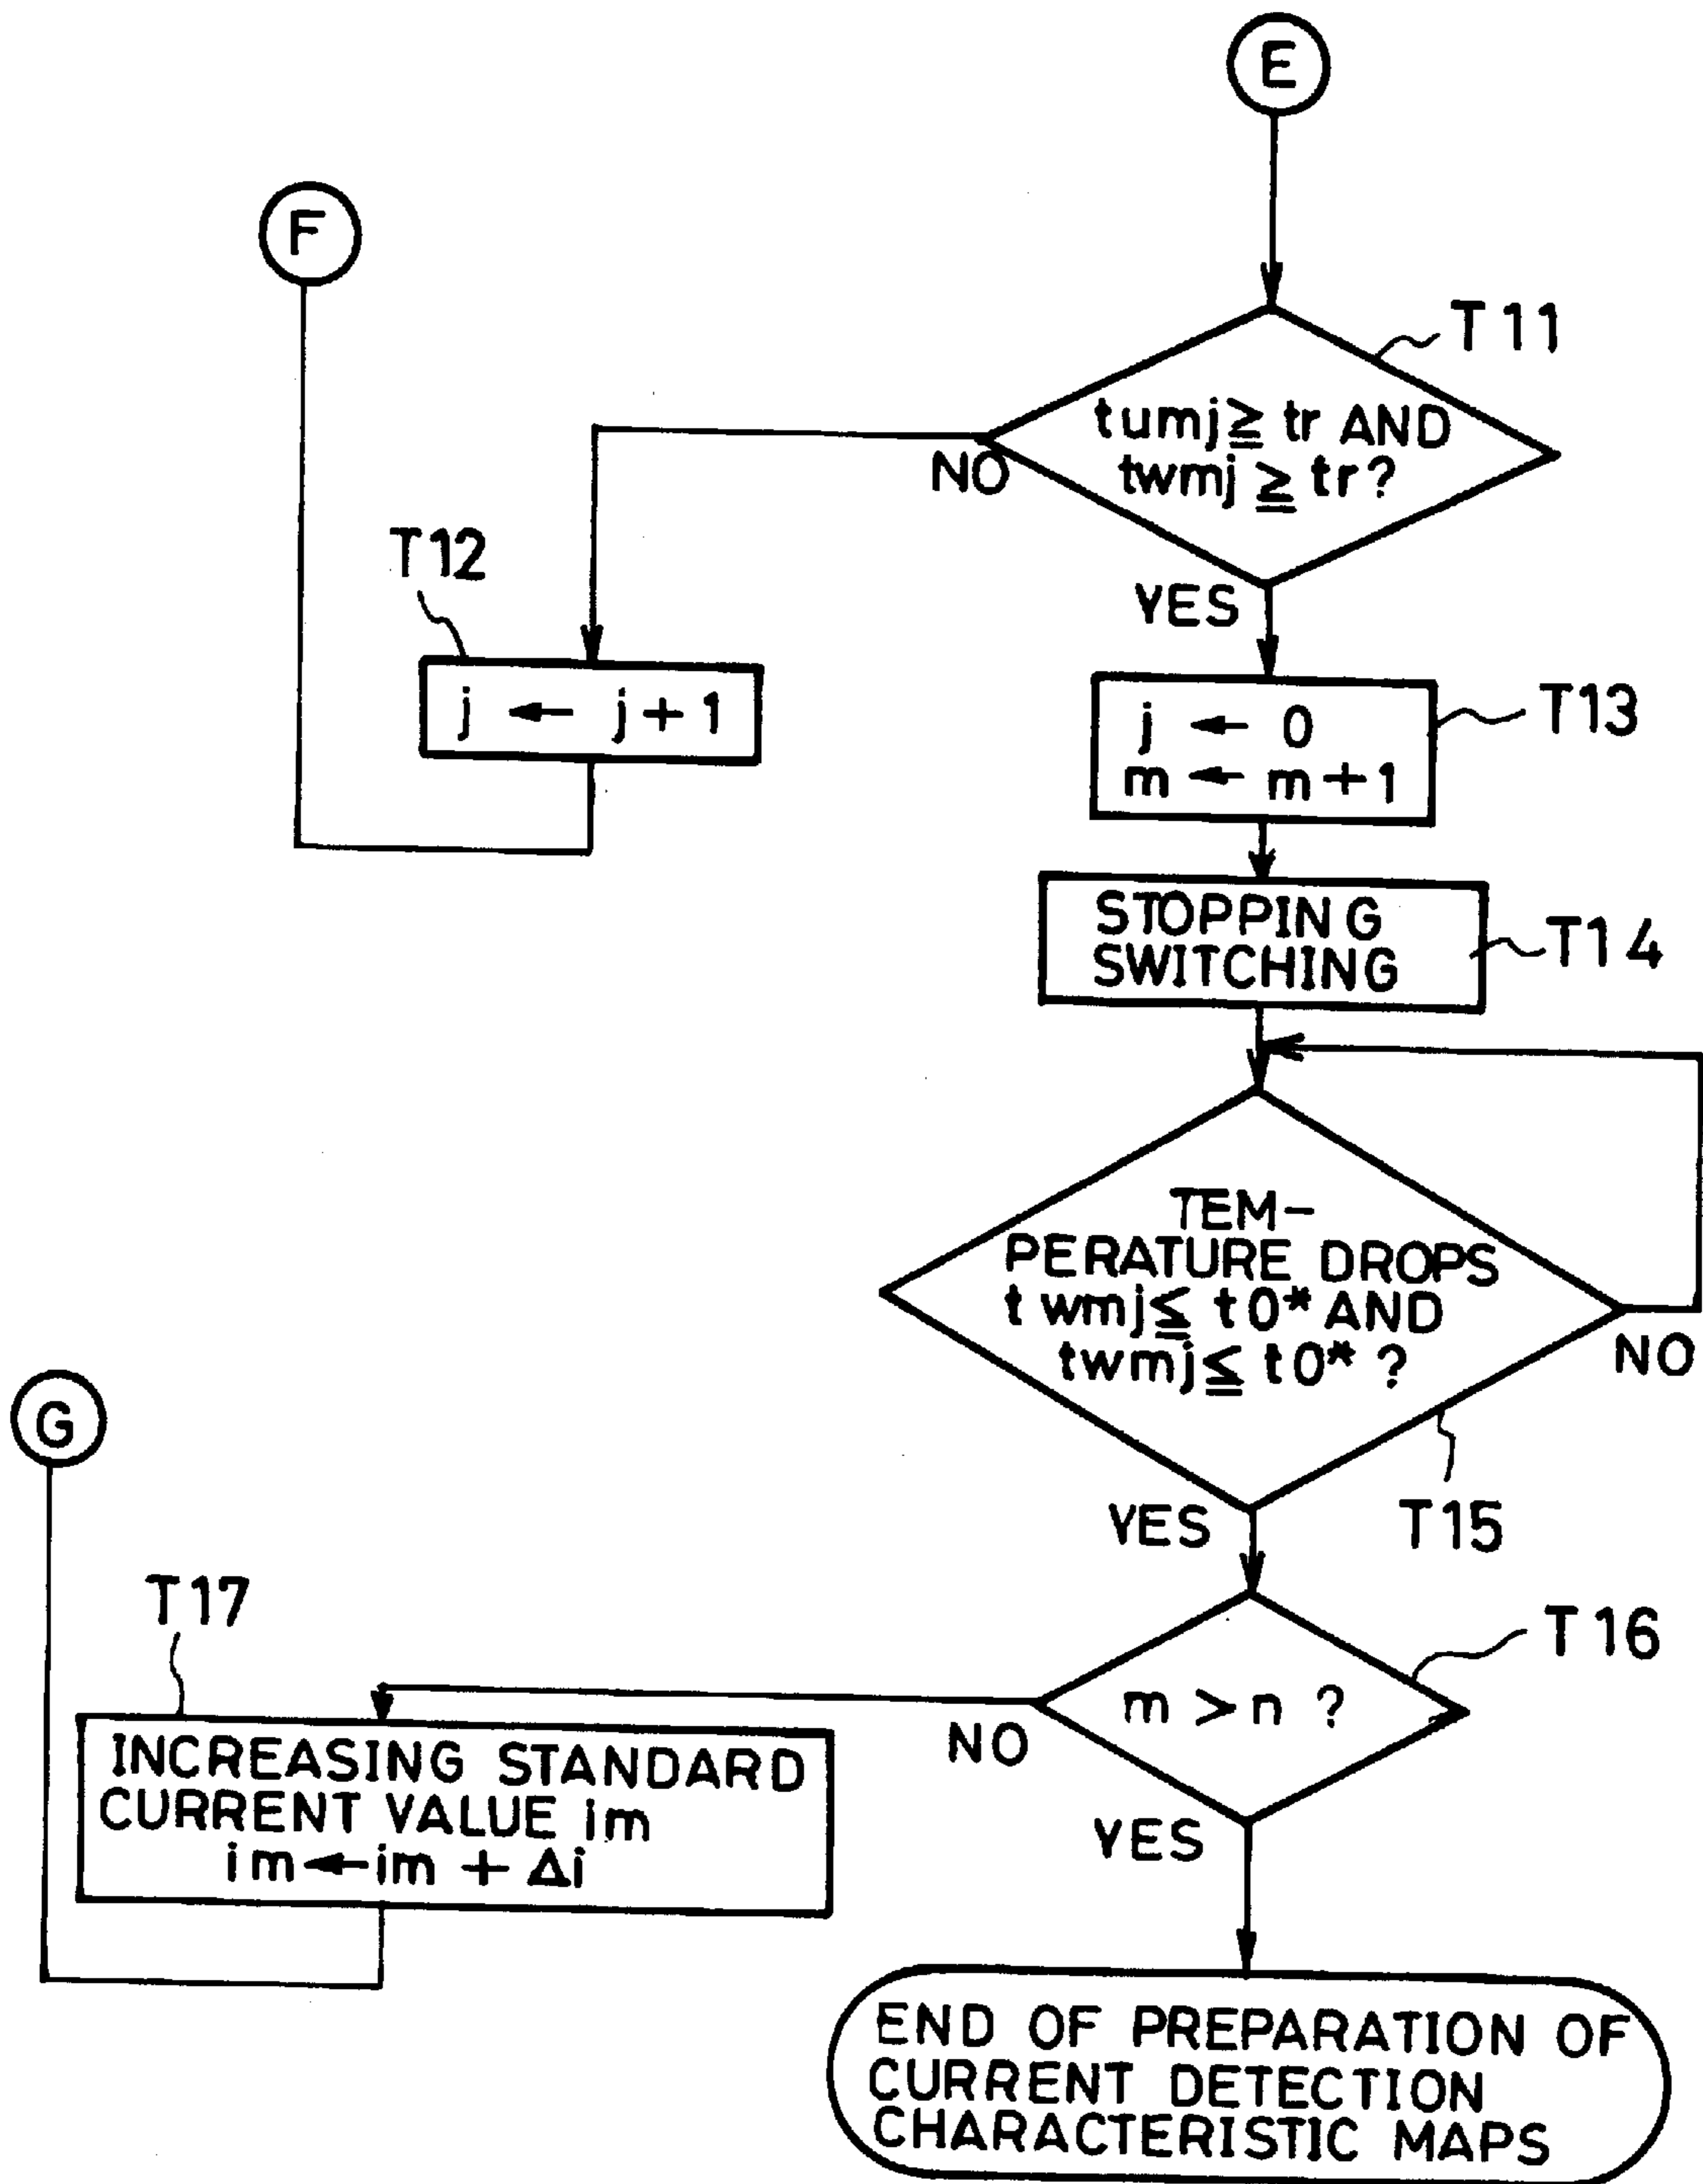 E
F
T11
tumj≧ tr AND
twmj ≧ tr?
NO
YES
T12
j ← j+1
T13
j ← 0
m ← m+1
STOPPING
SWITCHING
T14
TEM-
PERATURE DROPS
twmj≦ t0* AND
twmj≦ t0* ?
NO
YES
T15
G
T16
m > n ?
NO
YES
T17
INCREASING STANDARD
CURRENT VALUE im
im←im + Δi
END OF PREPARATION OF
CURRENT DETECTION
CHARACTERISTIC MAPS